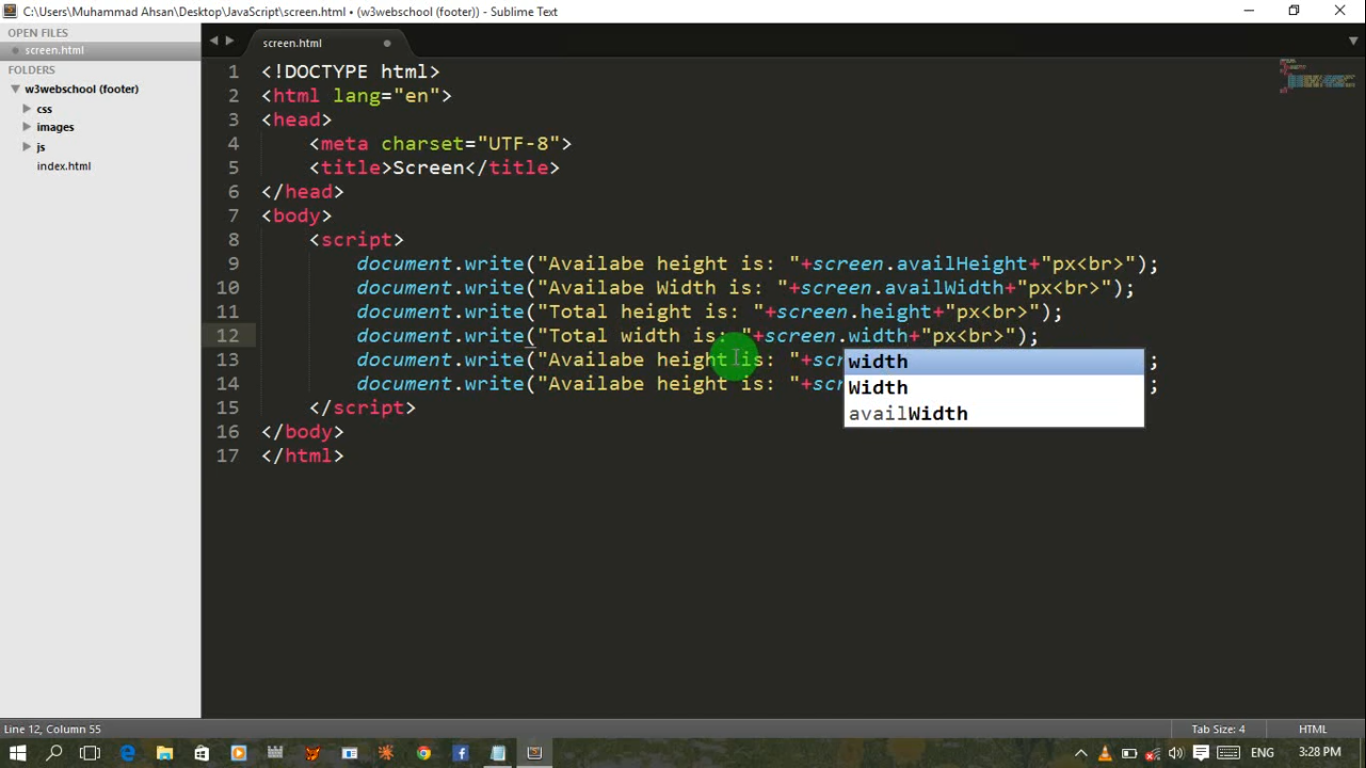 C:\Users\Muhammad Ahsan\Desktop\JavaScript\screen.html • (w3webschool (footer)) - Sublime Text
OPEN FILES
screen.html
FOLDERS
w3webschool (footer)
css
images
js
index.html
screen.html
1 <!DOCTYPE html>
2 <html lang="en">
3 <head>
4 <meta charset="UTF-8">
5 <title>Screen</title>
6 </head>
7 <body>
8 <script>
9 document.write("Availabe height is: "+screen.availHeight+"px<br>");
10 document.write("Availabe Width is: "+screen.availWidth+"px<br>");
11 document.write("Total height is: "+screen.height+"px<br>");
12 document.write("Total width is: "+screen.width+"px<br>");
13 document.write("Availabe height is: "+scr ;
14 document.write("Availabe height is: "+scr ;
width
Width
availWidth
15 </script>
16 </body>
17 </html>
Line 12, Column 55
Tab Size: 4
HTML
ENG
3:28 PM